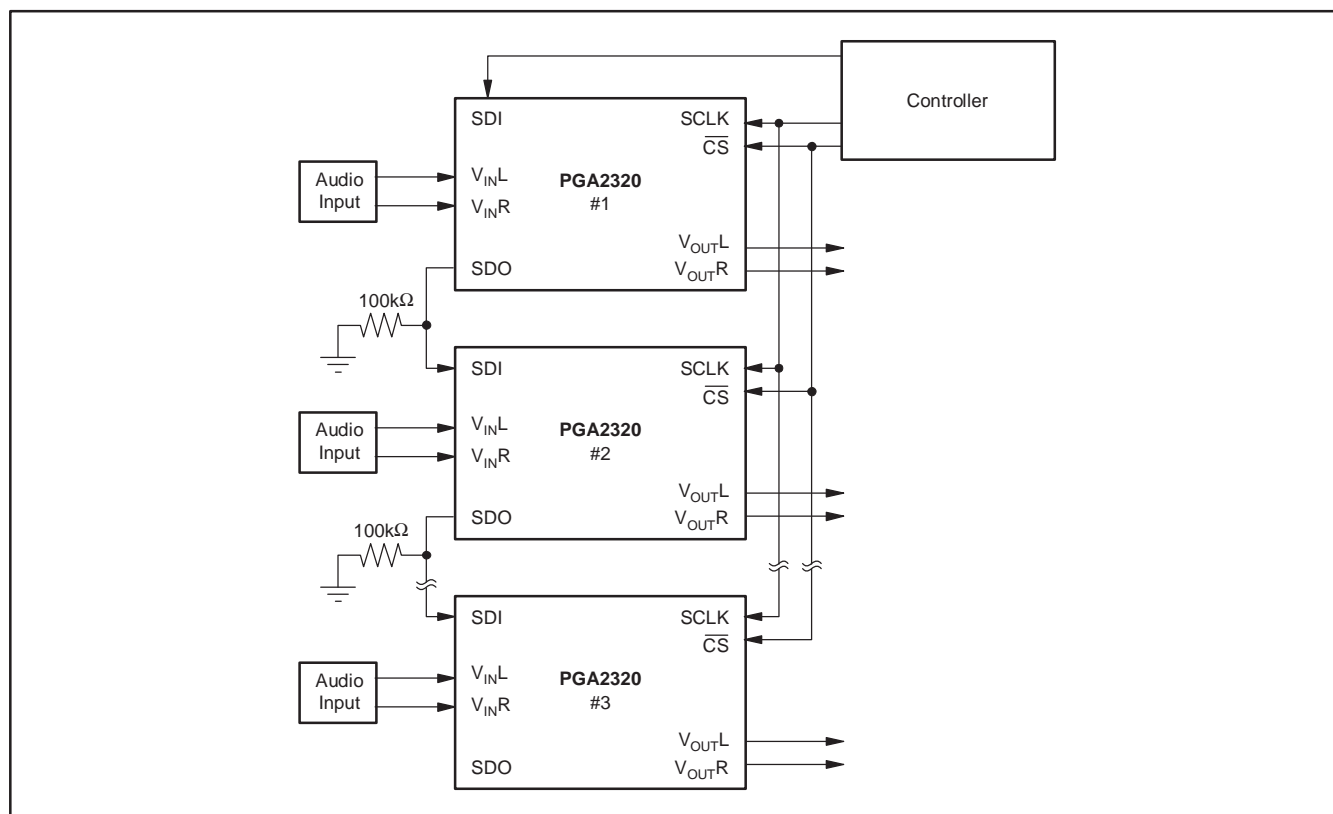 Controller
SDI
SCLK
CS
Audio
Input
VINL
VINR
PGA2320
#1
VOUTL
VOUTR
SDO
100kΩ
SDI
SCLK
CS
Audio
Input
VINL
VINR
PGA2320
#2
VOUTL
VOUTR
SDO
100kΩ
SDI
SCLK
CS
Audio
Input
VINL
VINR
PGA2320
#3
VOUTL
VOUTR
SDO